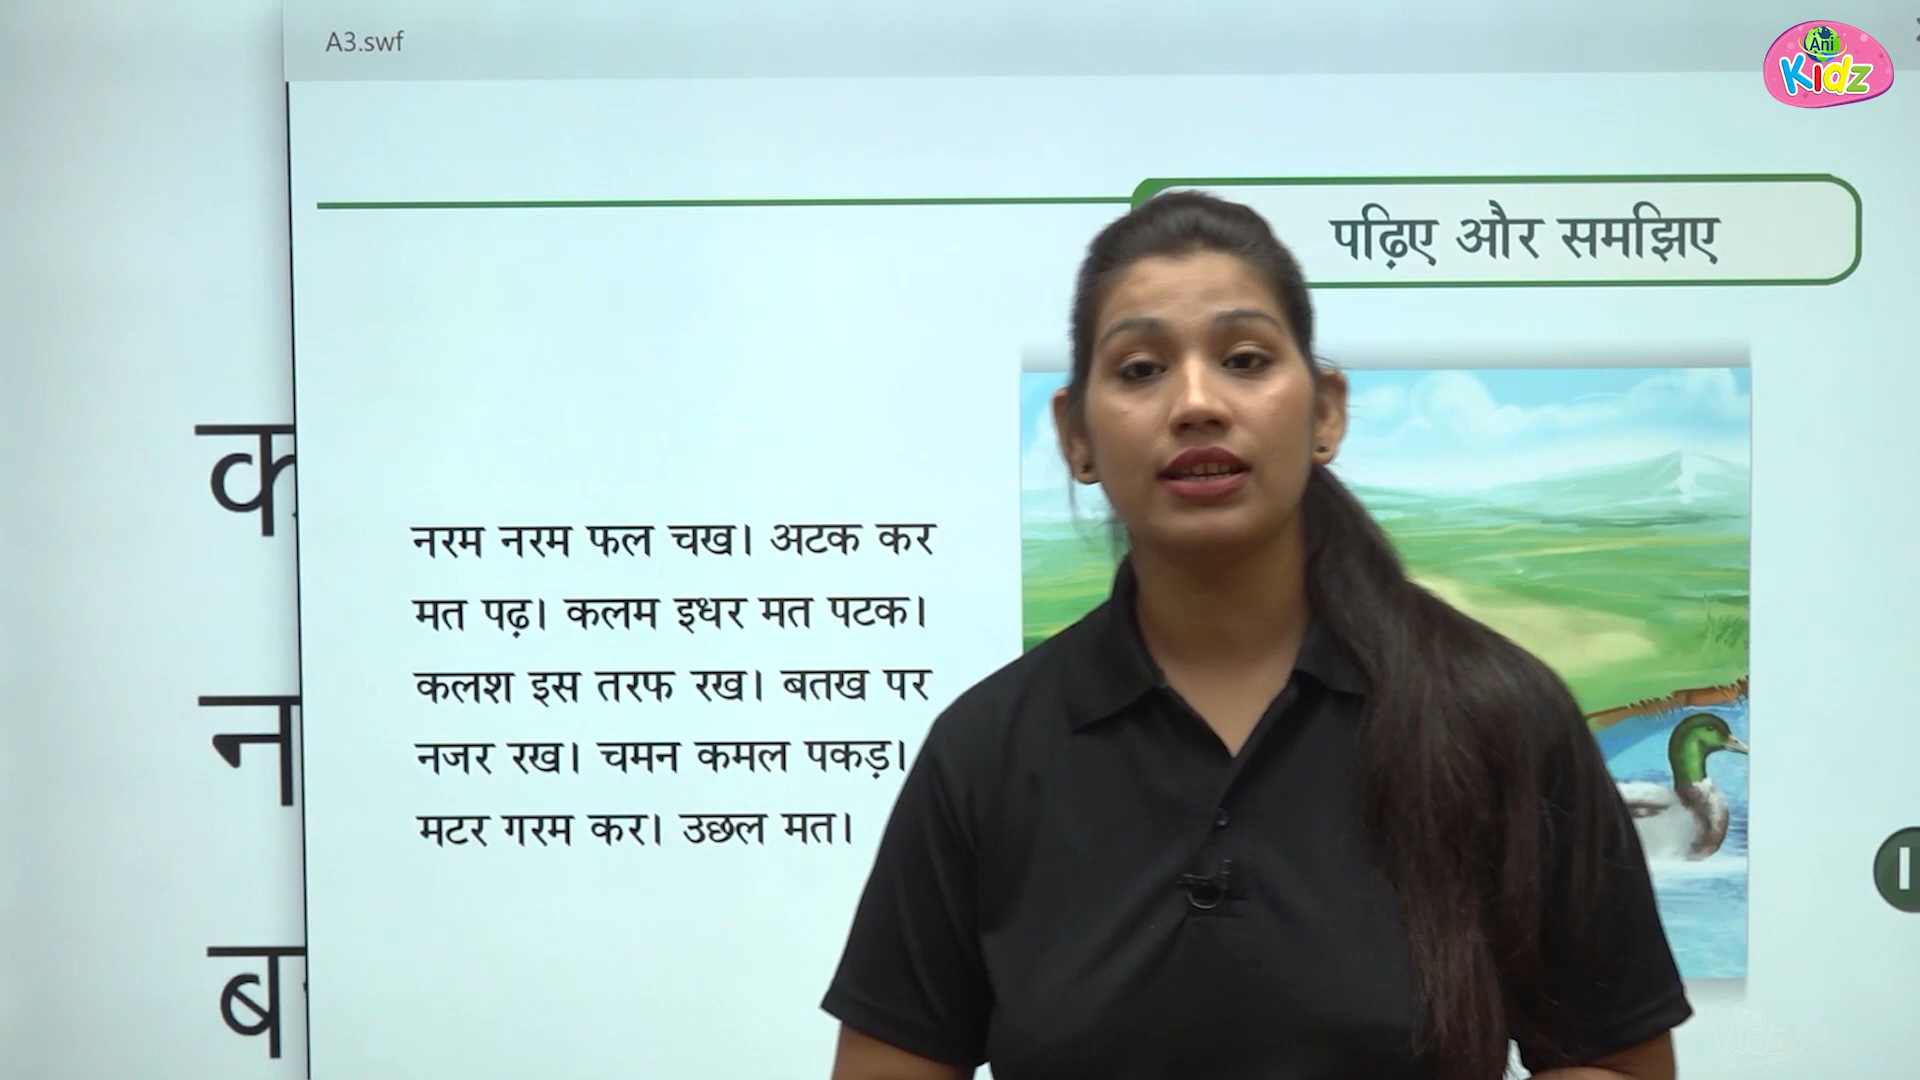 A3.swf
Ani
Kidz
पढ़िए और समझिए
क
न
ब
नरम नरम फल चख। अटक कर
मत पढ़। कलम इधर मत पटक।
कलश इस तरफ रख। बतख पर
नजर रख। चमन कमल पकड़।
मटर गरम कर। उछल मत।